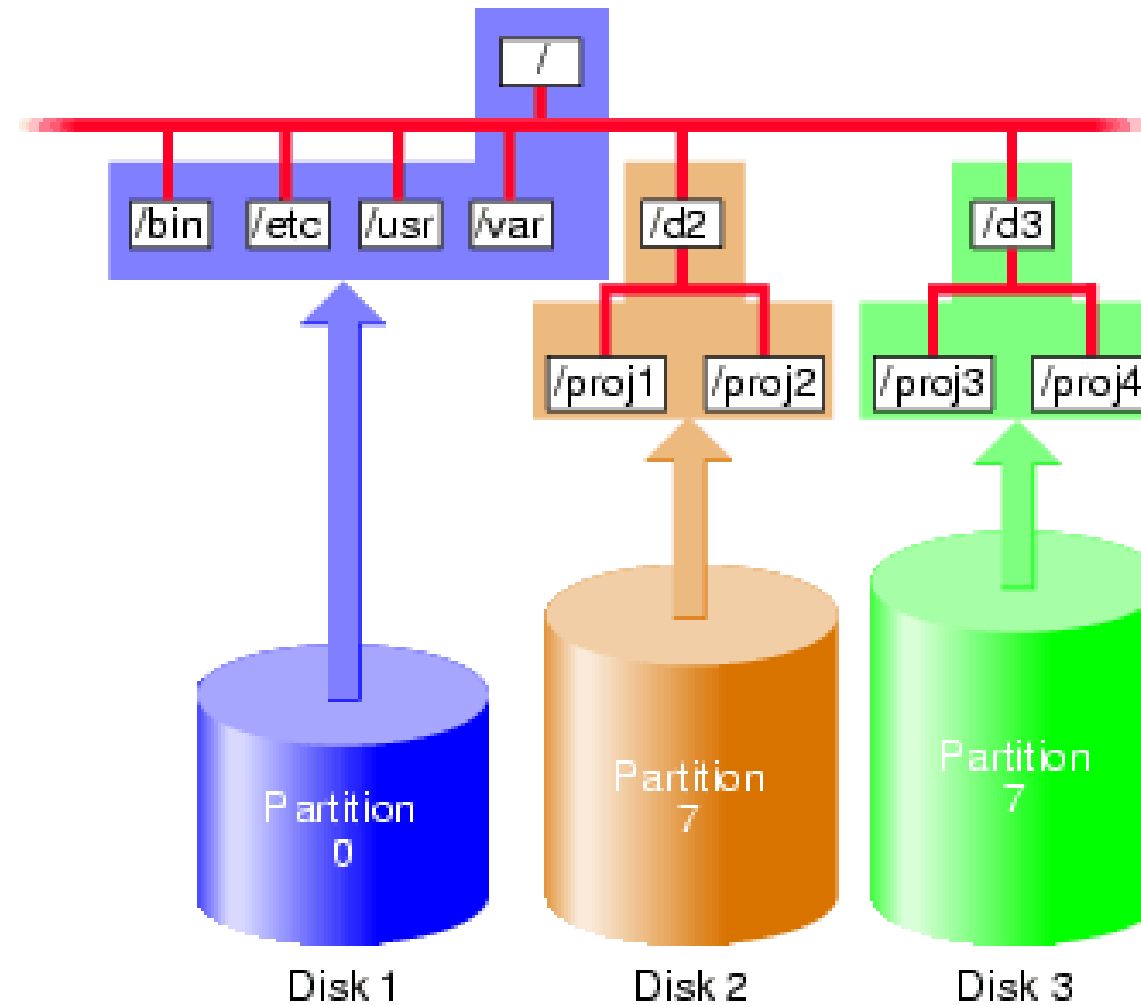 /
/bin
/etc
/usr
/var
/d2
/d3
/proj1
/proj2
/proj3
/proj4
Partition
0
Partition
7
Partition
7
Disk 1
Disk 2
Disk 3